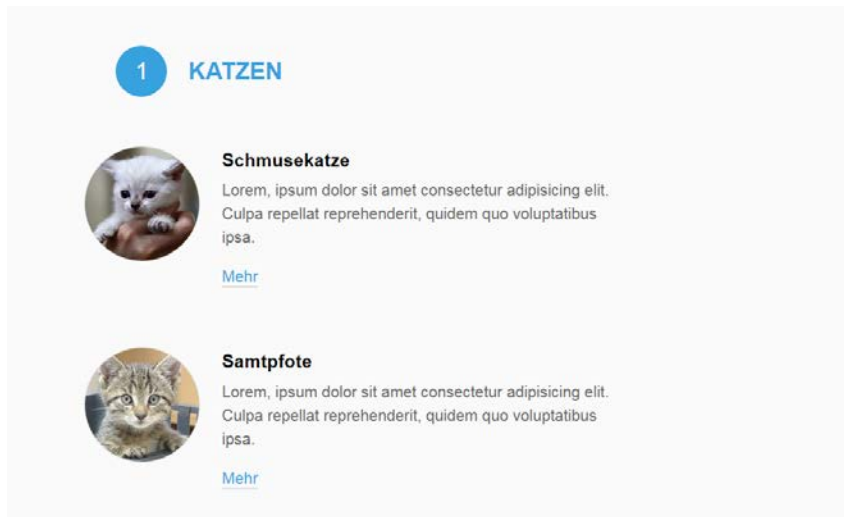 1 KATZEN
Schmusekatze
Lorem, ipsum dolor sit amet consectetur adipisicing elit.
Culpa repellat reprehenderit, quidem quo voluptatibus
ipsa.
Mehr
Samtpfote
Lorem, ipsum dolor sit amet consectetur adipisicing elit.
Culpa repellat reprehenderit, quidem quo voluptatibus
ipsa.
Mehr